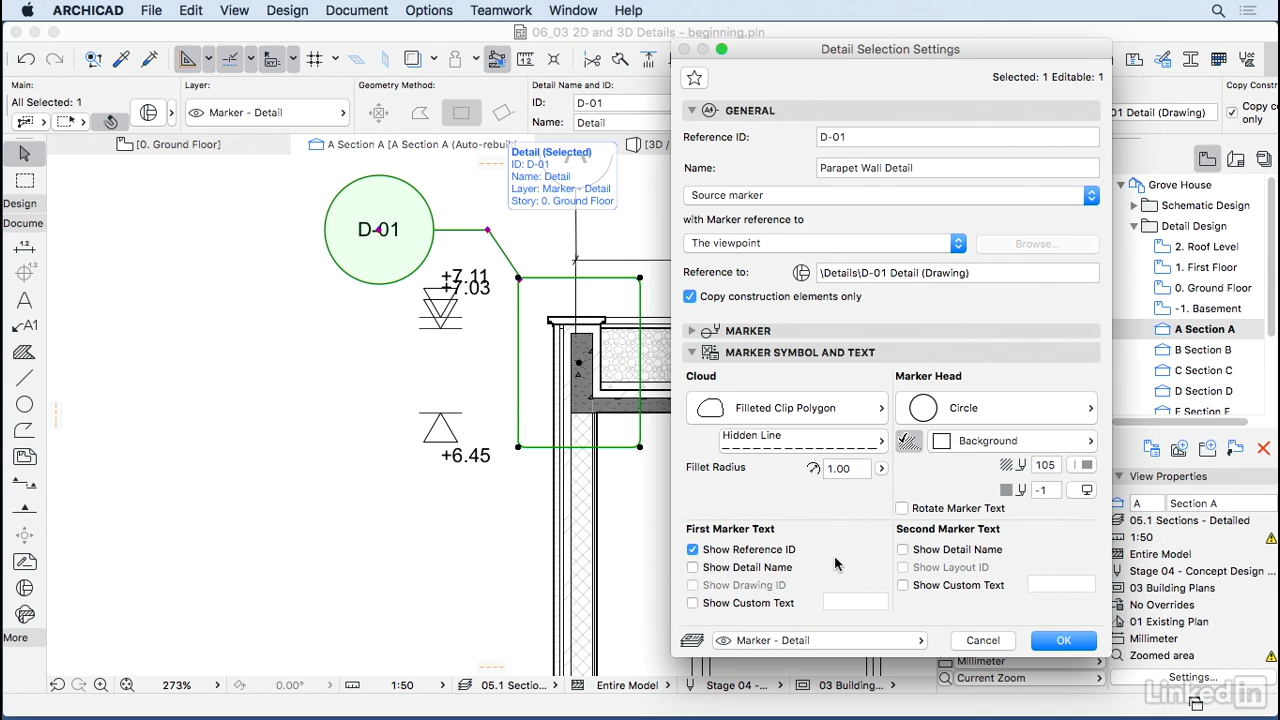 ARCHICAD File Edit View Design Document Options Teamwork Window Help
06_03 2D and 3D Details - beginning.pln
Main:
All Selected: 1
Layer:
Marker - Detail
Geometry Method:
Detail Name and ID:
ID: D-01
Name: Detail
01 Detail (Drawing)
Copy Constr
Copy co
only
[0. Ground Floor]
A Section A [A Section A (Auto-rebuil
[3D /
Design
Docume
More
Detail (Selected)
ID: D-01
Name: Detail
Layer: Marker - Detail
Story: 0. Ground Floor
D-01
+7.11
+7.03
+6.45
A1
Detail Selection Settings
Selected: 1 Editable: 1
GENERAL
Reference ID: D-01
Name: Parapet Wall Detail
Source marker
with Marker reference to
The viewpoint
Browse...
Reference to: \Details\D-01 Detail (Drawing)
Copy construction elements only
MARKER
MARKER SYMBOL AND TEXT
Cloud
Filleted Clip Polygon
Hidden Line
Fillet Radius 1.00
Marker Head
Circle
Background
105
-1
Rotate Marker Text
First Marker Text
Show Reference ID
Show Detail Name
Show Drawing ID
Show Custom Text
Second Marker Text
Show Detail Name
Show Layout ID
Show Custom Text
Marker - Detail
Cancel
OK
Grove House
Schematic Design
Detail Design
2. Roof Level
1. First Floor
0. Ground Floor
-1. Basement
A Section A
B Section B
C Section C
D Section D
E Section E
View Properties
A Section A
05.1 Sections - Detailed
1:50
Entire Model
Stage 04 - Concept Design ...
03 Building Plans
No Overrides
01 Existing Plan
Millimeter
Zoomed area
Settings...
Millimeter
Current Zoom
273% 0.00° 1:50 05.1 Sectio... Entire Model Stage 04 -... 03 Building...
LinkedIn